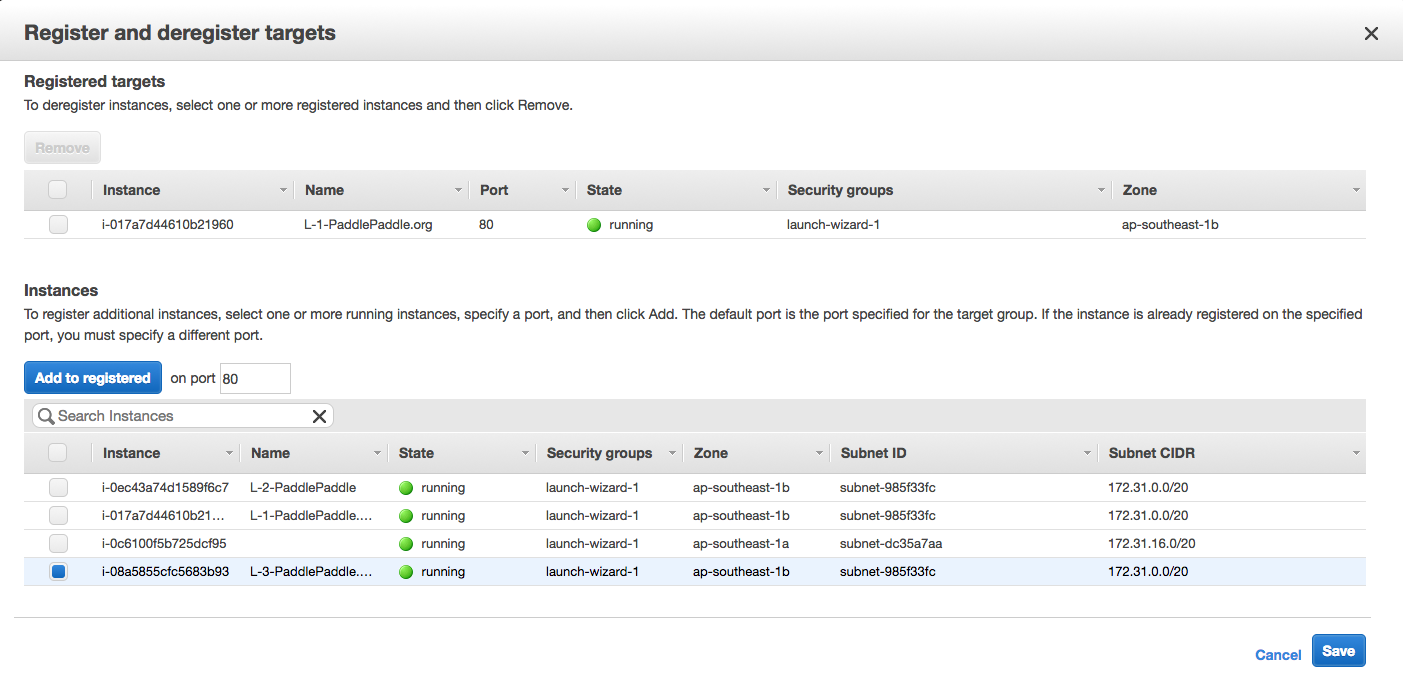 Register and deregister targets
Registered targets
To deregister instances, select one or more registered instances and then click Remove.
Remove
Instance Name Port State Security groups Zone
i-017a7d44610b21960 L-1-PaddlePaddle.org 80 running launch-wizard-1 ap-southeast-1b
Instances
To register additional instances, select one or more running instances, specify a port, and then click Add. The default port is the port specified for the target group. If the instance is already registered on the specified
port, you must specify a different port.
Add to registered on port 80
Search Instances
Instance Name State Security groups Zone Subnet ID Subnet CIDR
i-0ec43a74d1589f6c7 L-2-PaddlePaddle running launch-wizard-1 ap-southeast-1b subnet-985f33fc 172.31.0.0/20
i-017a7d44610b21... L-1-PaddlePaddle.... running launch-wizard-1 ap-southeast-1b subnet-985f33fc 172.31.0.0/20
i-0c6100f5b725dcf95 running launch-wizard-1 ap-southeast-1a subnet-dc35a7aa 172.31.16.0/20
i-08a5855cfc5683b93 L-3-PaddlePaddle.... running launch-wizard-1 ap-southeast-1b subnet-985f33fc 172.31.0.0/20
Cancel Save